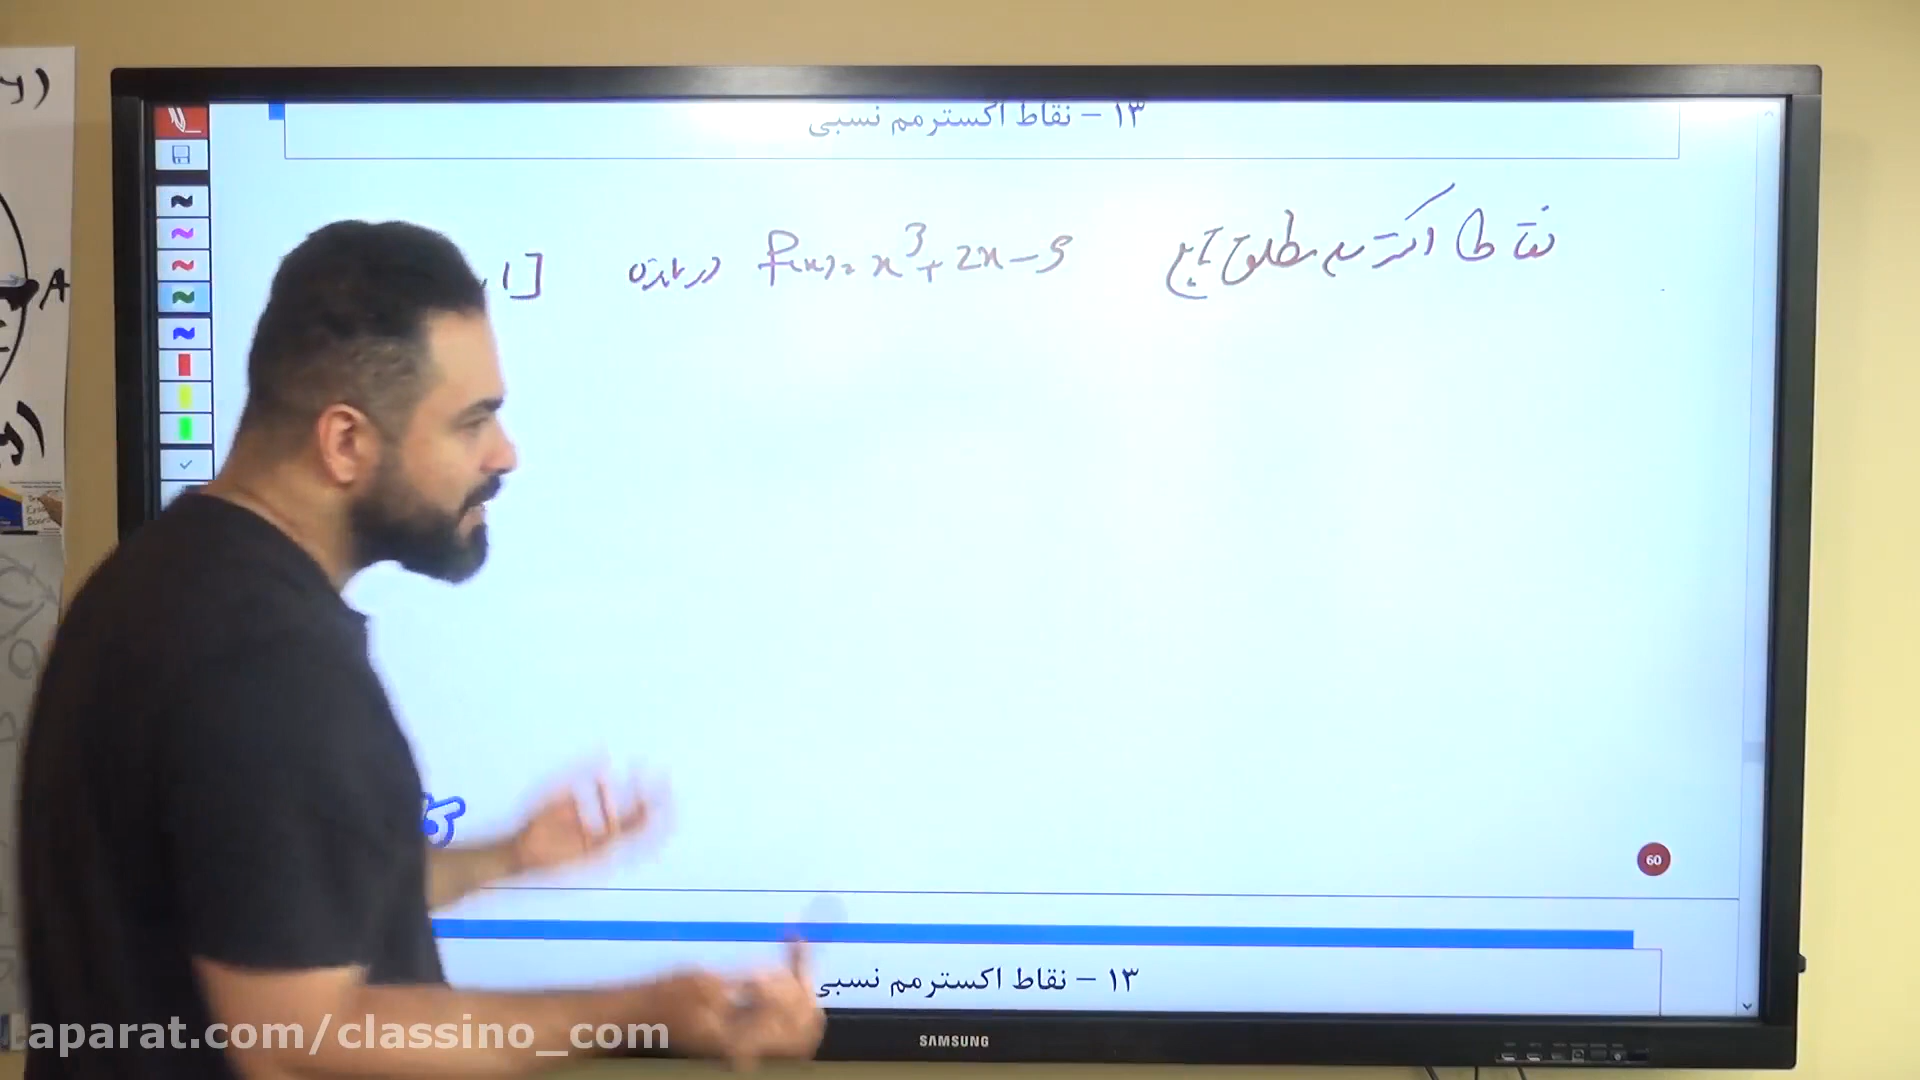 ۱۳ – نقاط اکسترمم نسبی
نقاط اکسترمم مطلق تابع f(x)= x³+2x-5 در بازه , 1]
60
۱۳ – نقاط اکسترمم نسبی
SAMSUNG
aparat.com/classino_com
A